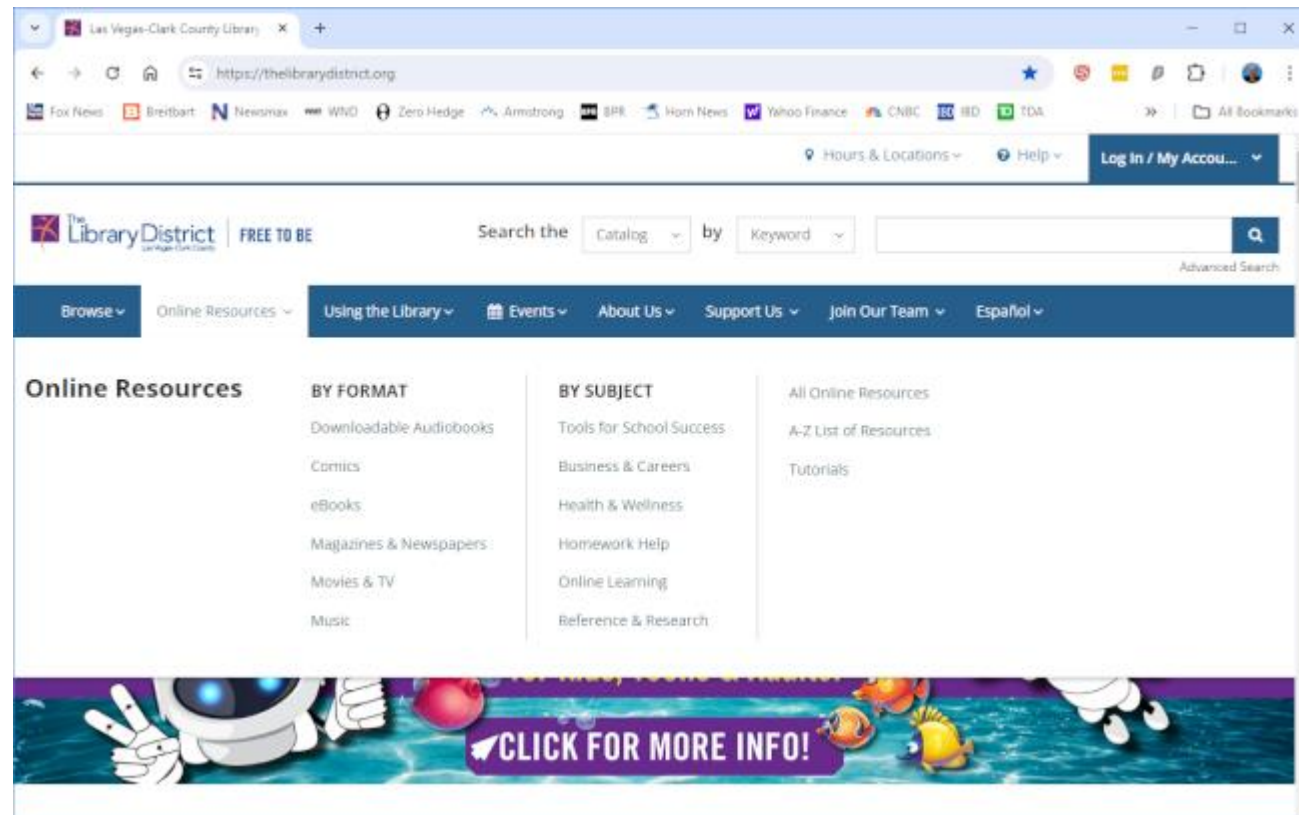 Las Vegas-Clark County Library
https://thelibrarydistrict.org
Fox News Breitbart Newsmax WND Zero Hedge Armstrong BPR Horn News Yahoo Finance CNBC IBD TDA All Bookmarks
Hours & Locations Help Log In / My Accou...
The Library District FREE TO BE Search the Catalog by Keyword
Las Vegas-Clark County
Advanced Search
Browse Online Resources Using the Library Events About Us Support Us Join Our Team Español
Online Resources BY FORMAT BY SUBJECT All Online Resources
Downloadable Audiobooks Tools for School Success A-Z List of Resources
Comics Business & Careers Tutorials
eBooks Health & Wellness
Magazines & Newspapers Homework Help
Movies & TV Online Learning
Music Reference & Research
CLICK FOR MORE INFO!